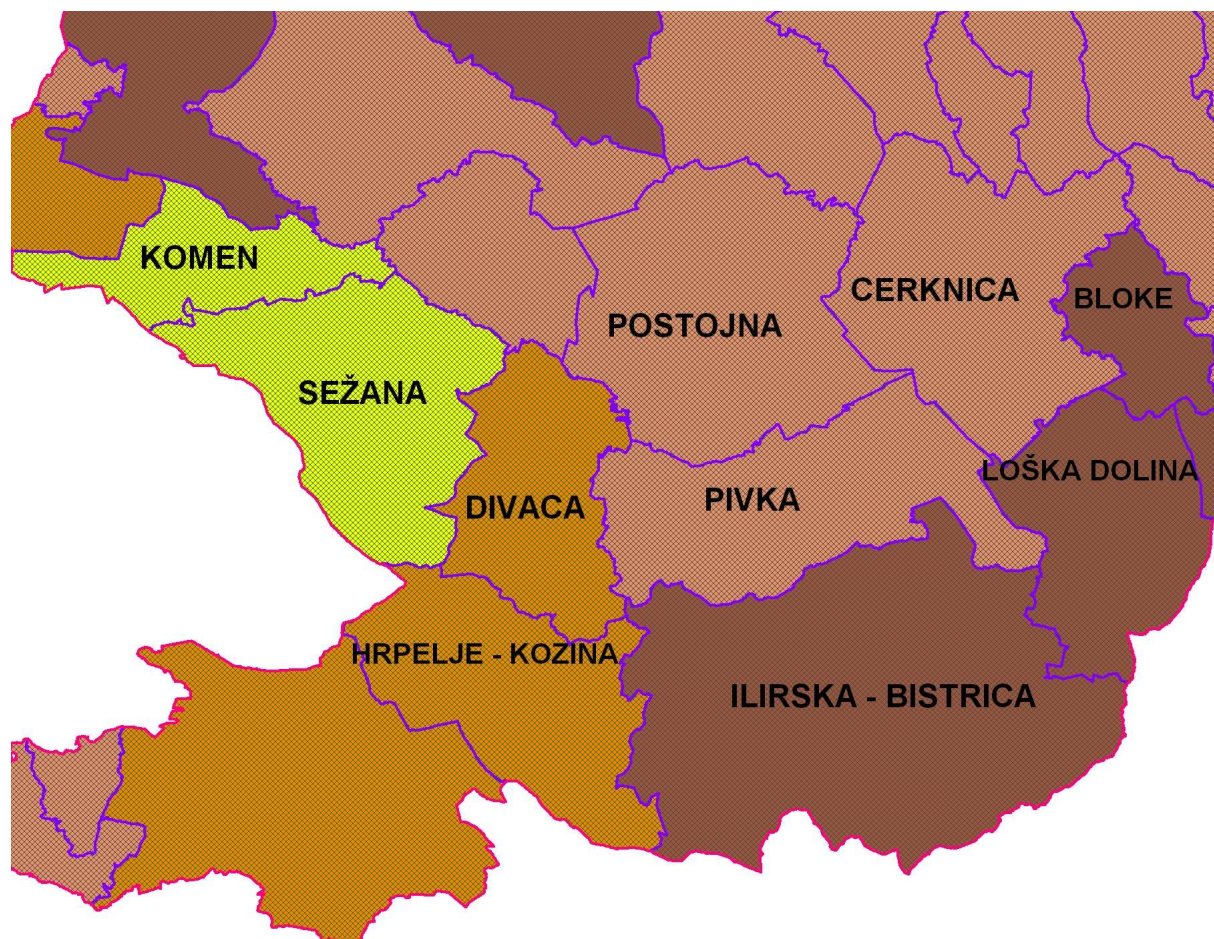 KOMEN
CERKNICA
BLOKE
POSTOJNA
SEŽANA
LOŠKA DOLINA
PIVKA
DIVACA
HRPELJE - KOZINA
ILIRSKA - BISTRICA